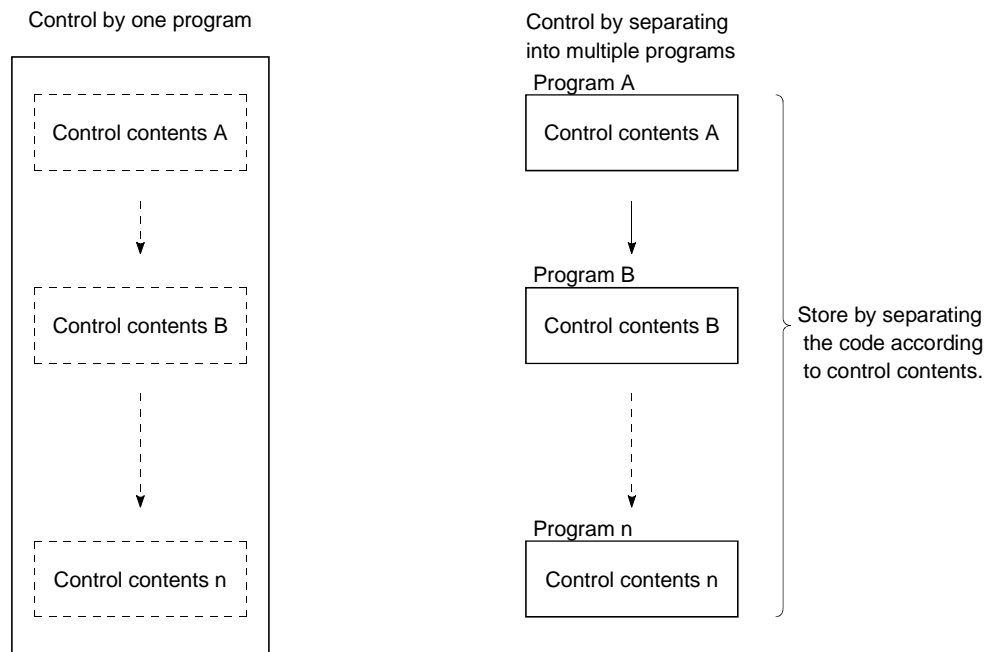 Control by one program
Control contents A
Control contents B
Control contents n
Control by separating
into multiple programs
Program A
Control contents A
Program B
Control contents B
Program n
Control contents n
Store by separating
the code according
to control contents.